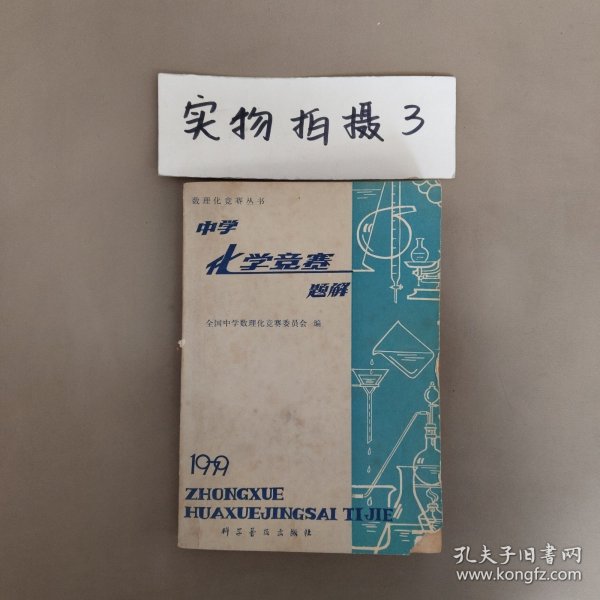 实物拍摄3
数理化竞赛丛书
中学
化学竞赛
题解
全国中学数理化竞赛委员会 编
1979
ZHONGXUE
HUAXUEJINGSAI TIJIE
科学普及出版社
孔夫子旧书网
www.kongfz.com